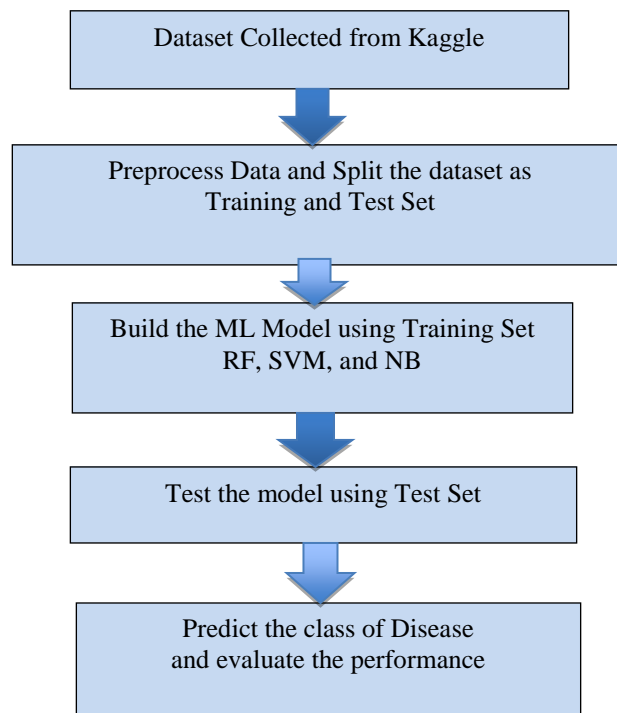 Dataset Collected from Kaggle
Preprocess Data and Split the dataset as
Training and Test Set
Build the ML Model using Training Set
RF, SVM, and NB
Test the model using Test Set
Predict the class of Disease
and evaluate the performance